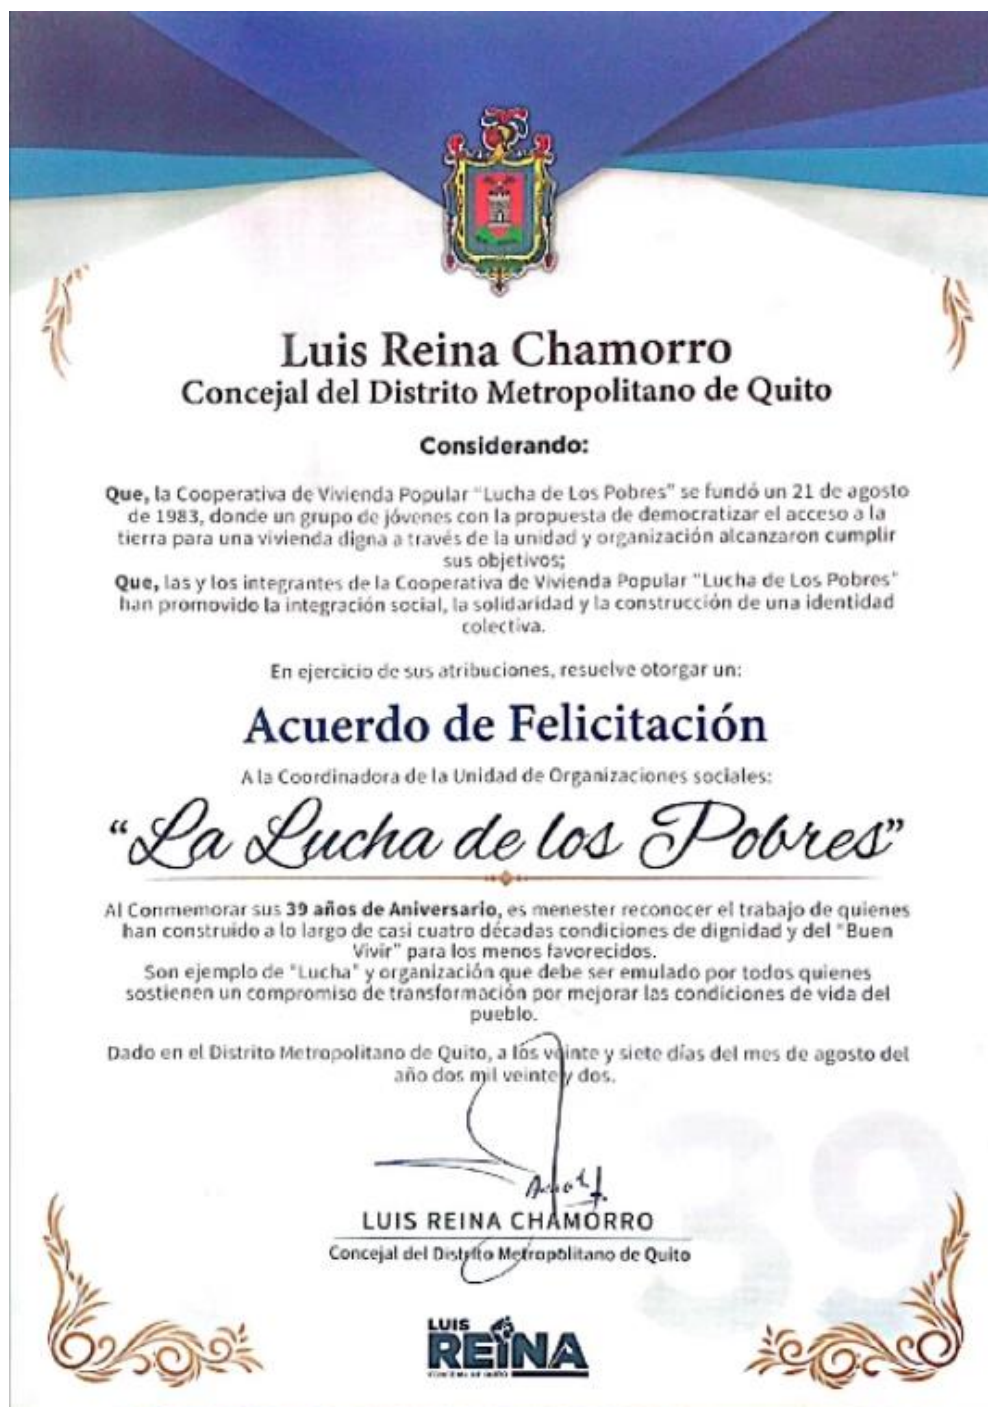 Luis Reina Chamorro
Concejal del Distrito Metropolitano de Quito
Considerando:
Que, la Cooperativa de Vivienda Popular "Lucha de Los Pobres" se fundó un 21 de agosto
de 1983, donde un grupo de jóvenes con la propuesta de democratizar el acceso a la
tierra para una vivienda digna a través de la unidad y organización alcanzaron cumplir
sus objetivos;
Que, las y los integrantes de la Cooperativa de Vivienda Popular "Lucha de Los Pobres"
han promovido la integración social, la solidaridad y la construcción de una identidad
colectiva.
En ejercicio de sus atribuciones, resuelve otorgar un:
Acuerdo de Felicitación
A la Coordinadora de la Unidad de Organizaciones sociales:
“La Lucha de los Pobres”
Al Conmemorar sus 39 años de Aniversario, es menester reconocer el trabajo de quienes
han construido a lo largo de casi cuatro décadas condiciones de dignidad y del "Buen
Vivir" para los menos favorecidos.
Son ejemplo de "Lucha" y organización que debe ser emulado por todos quienes
sostienen un compromiso de transformación por mejorar las condiciones de vida del
pueblo.
Dado en el Distrito Metropolitano de Quito, a los veinte y siete días del mes de agosto del
año dos mil veinte y dos.
39
LUIS REINA CHAMORRO
Concejal del Distrito Metropolitano de Quito
LUIS
REINA
CONCEJAL DE QUITO